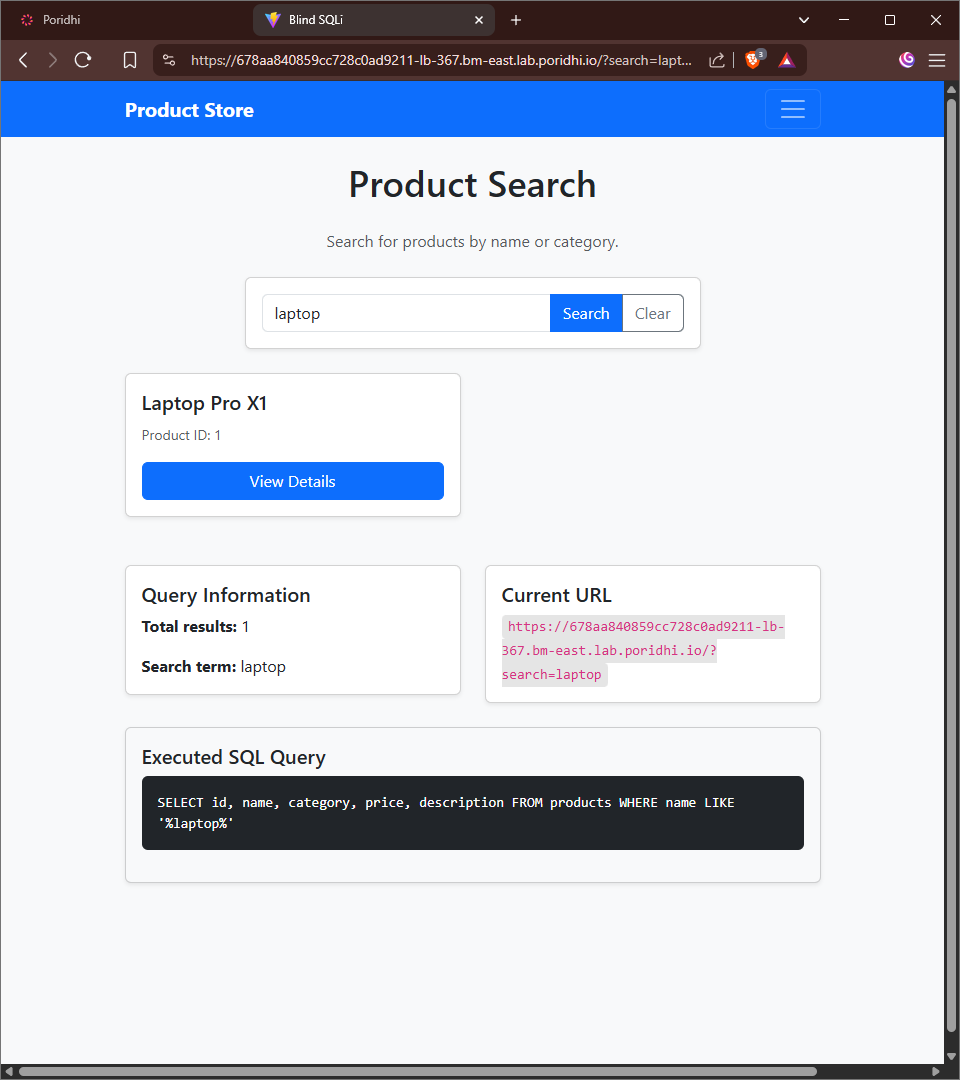 Poridhi
Blind SQLi
https://678aa840859cc728c0ad9211-lb-367.bm-east.lab.poridhi.io/?search=lapt...
3
Product Store
Product Search
Search for products by name or category.
laptop
Search
Clear
Laptop Pro X1
Product ID: 1
View Details
Query Information
Total results: 1
Search term: laptop
Current URL
https://678aa840859cc728c0ad9211-lb-
367.bm-east.lab.poridhi.io/?
search=laptop
Executed SQL Query
SELECT id, name, category, price, description FROM products WHERE name LIKE
'%laptop%'